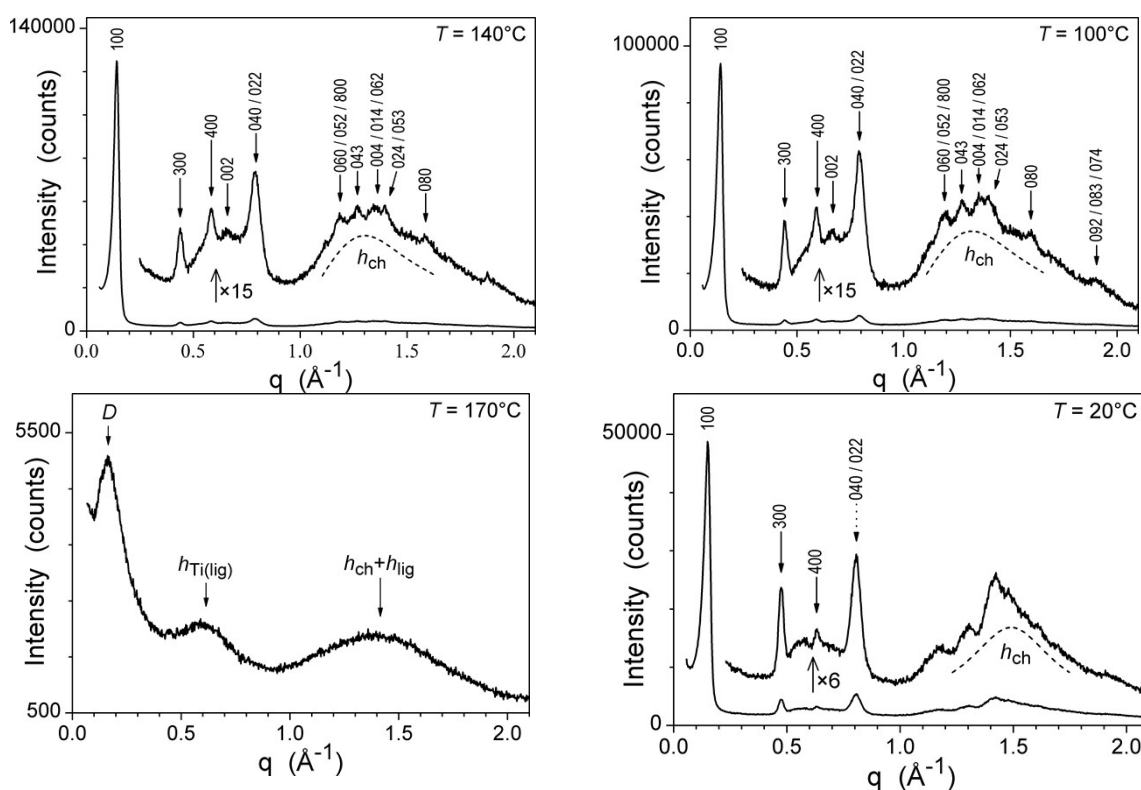 T = 140°C
140000
Intensity (counts)
0
100
300
400
002
040 / 022
060 / 052 / 800
043
004 / 014 / 062
024 / 053
080
hch
×15
0.0 0.5 1.0 1.5 2.0
q (Å-1)
T = 100°C
100000
Intensity (counts)
0
100
300
400
002
040 / 022
060 / 052 / 800
043
004 / 014 / 062
024 / 053
080
092 / 083 / 074
hch
×15
0.0 0.5 1.0 1.5 2.0
q (Å-1)
T = 170°C
5500
Intensity (counts)
500
D
hTi(lig)
hch+hlig
0.0 0.5 1.0 1.5 2.0
q (Å-1)
T = 20°C
50000
Intensity (counts)
0
100
300
400
040 / 022
hch
×6
0.0 0.5 1.0 1.5 2.0
q (Å-1)